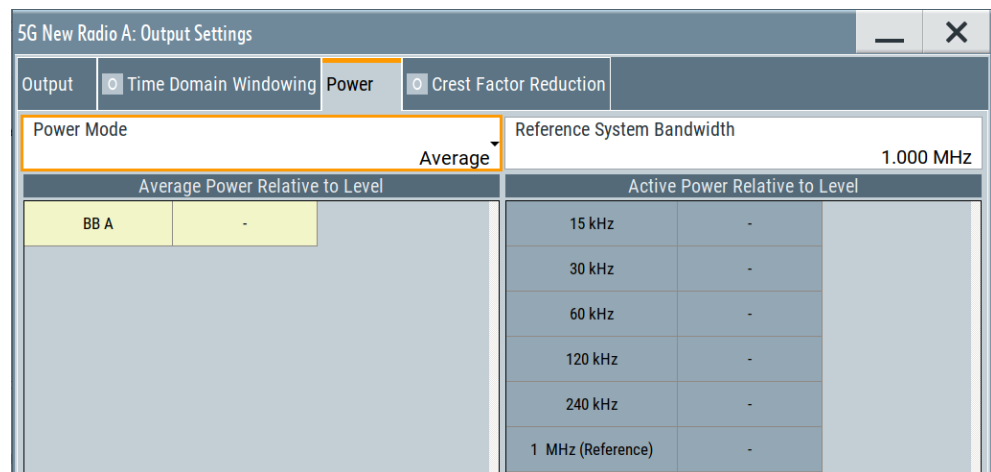 5G New Radio A: Output Settings
Output
O Time Domain Windowing
Power
O Crest Factor Reduction
Power Mode
Average
Reference System Bandwidth
1.000 MHz
Average Power Relative to Level
BB A -
Active Power Relative to Level
15 kHz -
30 kHz -
60 kHz -
120 kHz -
240 kHz -
1 MHz (Reference) -